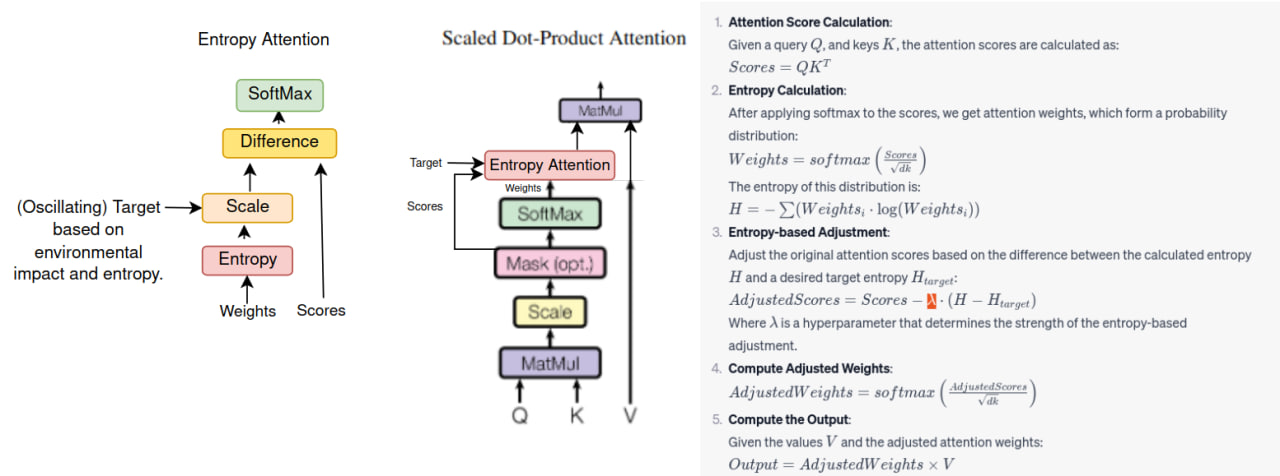 Entropy Attention
SoftMax
Difference
(Oscillating) Target
based on
environmental
impact and entropy.
Scale
Entropy
Weights
Scores
Scaled Dot-Product Attention
MatMul
Target
Entropy Attention
Weights
Scores
SoftMax
Mask (opt.)
Scale
MatMul
Q
K
V
1. Attention Score Calculation:
Given a query Q, and keys K, the attention scores are calculated as:
Scores = QK^T
2. Entropy Calculation:
After applying softmax to the scores, we get attention weights, which form a probability
distribution:
Weights = softmax (Scores/√dk)
The entropy of this distribution is:
H = − ∑(Weights_i · log(Weights_i))
3. Entropy-based Adjustment:
Adjust the original attention scores based on the difference between the calculated entropy
H and a desired target entropy H_target:
AdjustedScores = Scores − λ · (H − H_target)
Where λ is a hyperparameter that determines the strength of the entropy-based
adjustment.
4. Compute Adjusted Weights:
AdjustedWeights = softmax (AdjustedScores/√dk)
5. Compute the Output:
Given the values V and the adjusted attention weights:
Output = AdjustedWeights × V